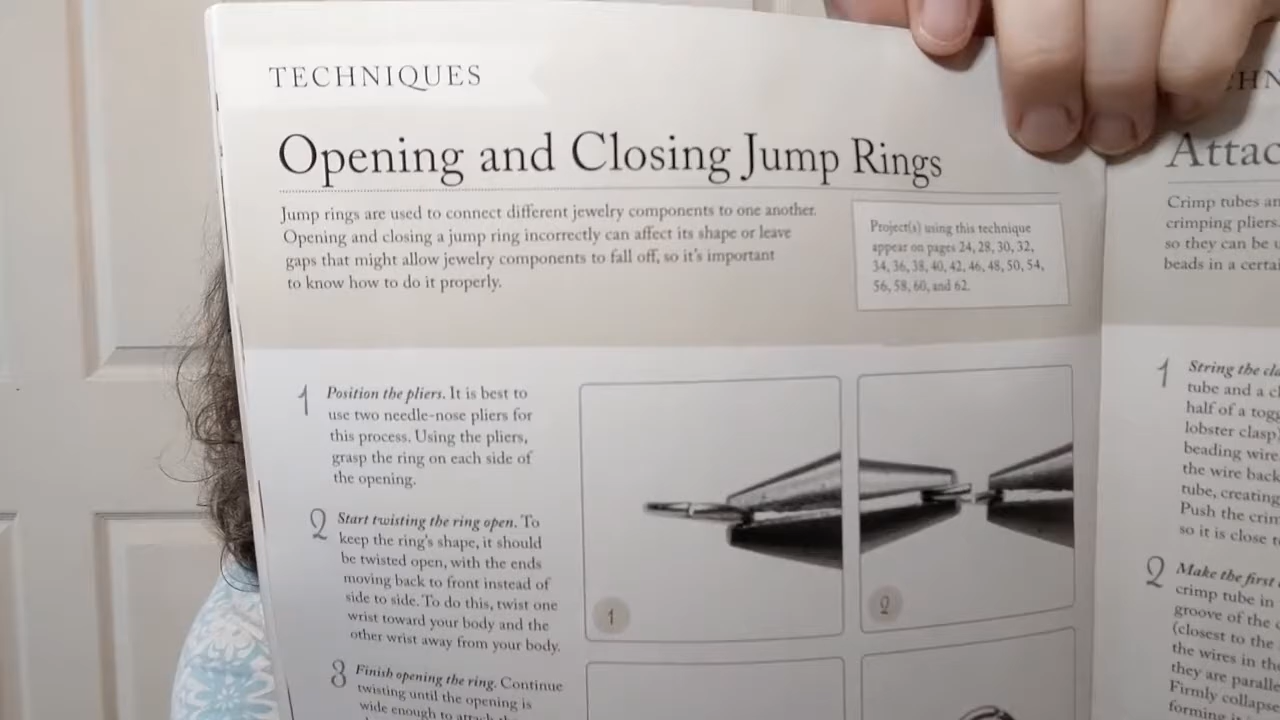 TECHNIQUES
Opening and Closing Jump Rings
Jump rings are used to connect different jewelry components to one another.
Opening and closing a jump ring incorrectly can affect its shape or leave
gaps that might allow jewelry components to fall off, so it's important
to know how to do it properly.
Project(s) using this technique
appear on pages 24, 28, 30, 32,
34, 36, 38, 40, 42, 46, 48, 50, 54,
56, 58, 60, and 62.
1 Position the pliers. It is best to
use two needle-nose pliers for
this process. Using the pliers,
grasp the ring on each side of
the opening.
2 Start twisting the ring open. To
keep the ring's shape, it should
be twisted open, with the ends
moving back to front instead of
side to side. To do this, twist one
wrist toward your body and the
other wrist away from your body.
3 Finish opening the ring. Continue
twisting until the opening is
wide enough to attach
1
2
Crimp tubes
crimping pliers.
so they can be
beads in a
1 String the
tube and a
half of a
lobster clasp)
beading wire.
the wire back
tube, creating
Push the
so it is close
2 Make the first
crimp tube in
groove of the
(closest to the
the wires in
they are
Firmly